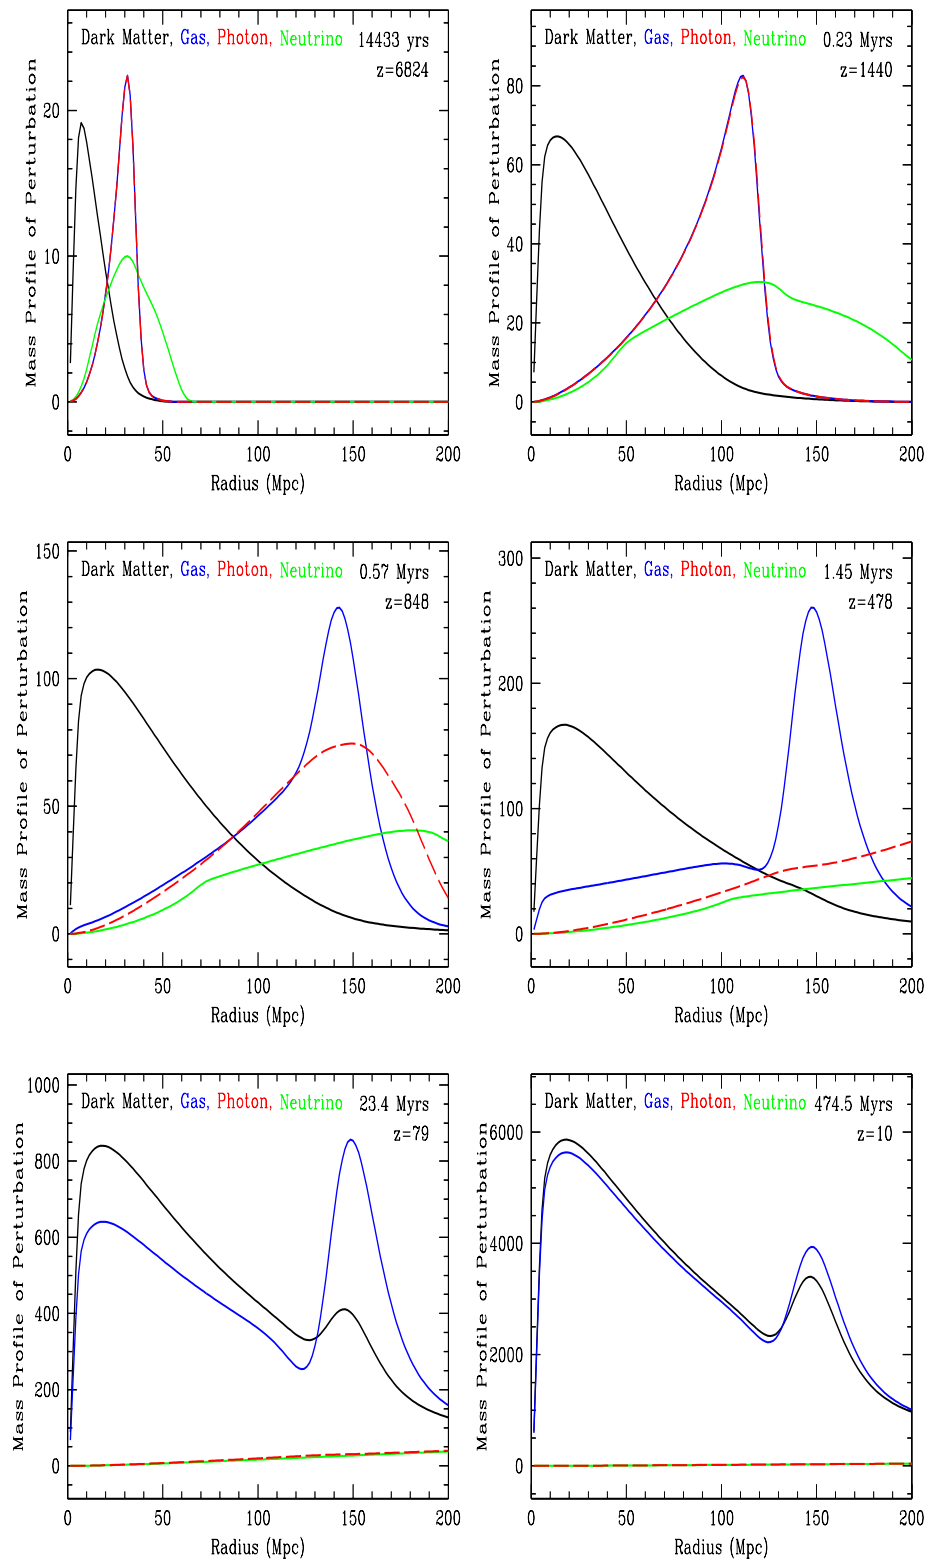 Dark Matter, Gas, Photon, Neutrino 14433 yrs
z=6824
Mass Profile of Perturbation
20
10
0
0 50 100 150 200
Radius (Mpc)
Dark Matter, Gas, Photon, Neutrino 0.23 Myrs
z=1440
Mass Profile of Perturbation
80
60
40
20
0
0 50 100 150 200
Radius (Mpc)
Dark Matter, Gas, Photon, Neutrino 0.57 Myrs
z=848
Mass Profile of Perturbation
150
100
50
0
0 50 100 150 200
Radius (Mpc)
Dark Matter, Gas, Photon, Neutrino 1.45 Myrs
z=478
Mass Profile of Perturbation
300
200
100
0
0 50 100 150 200
Radius (Mpc)
Dark Matter, Gas, Photon, Neutrino 23.4 Myrs
z=79
Mass Profile of Perturbation
1000
800
600
400
200
0
0 50 100 150 200
Radius (Mpc)
Dark Matter, Gas, Photon, Neutrino 474.5 Myrs
z=10
Mass Profile of Perturbation
6000
4000
2000
0
0 50 100 150 200
Radius (Mpc)